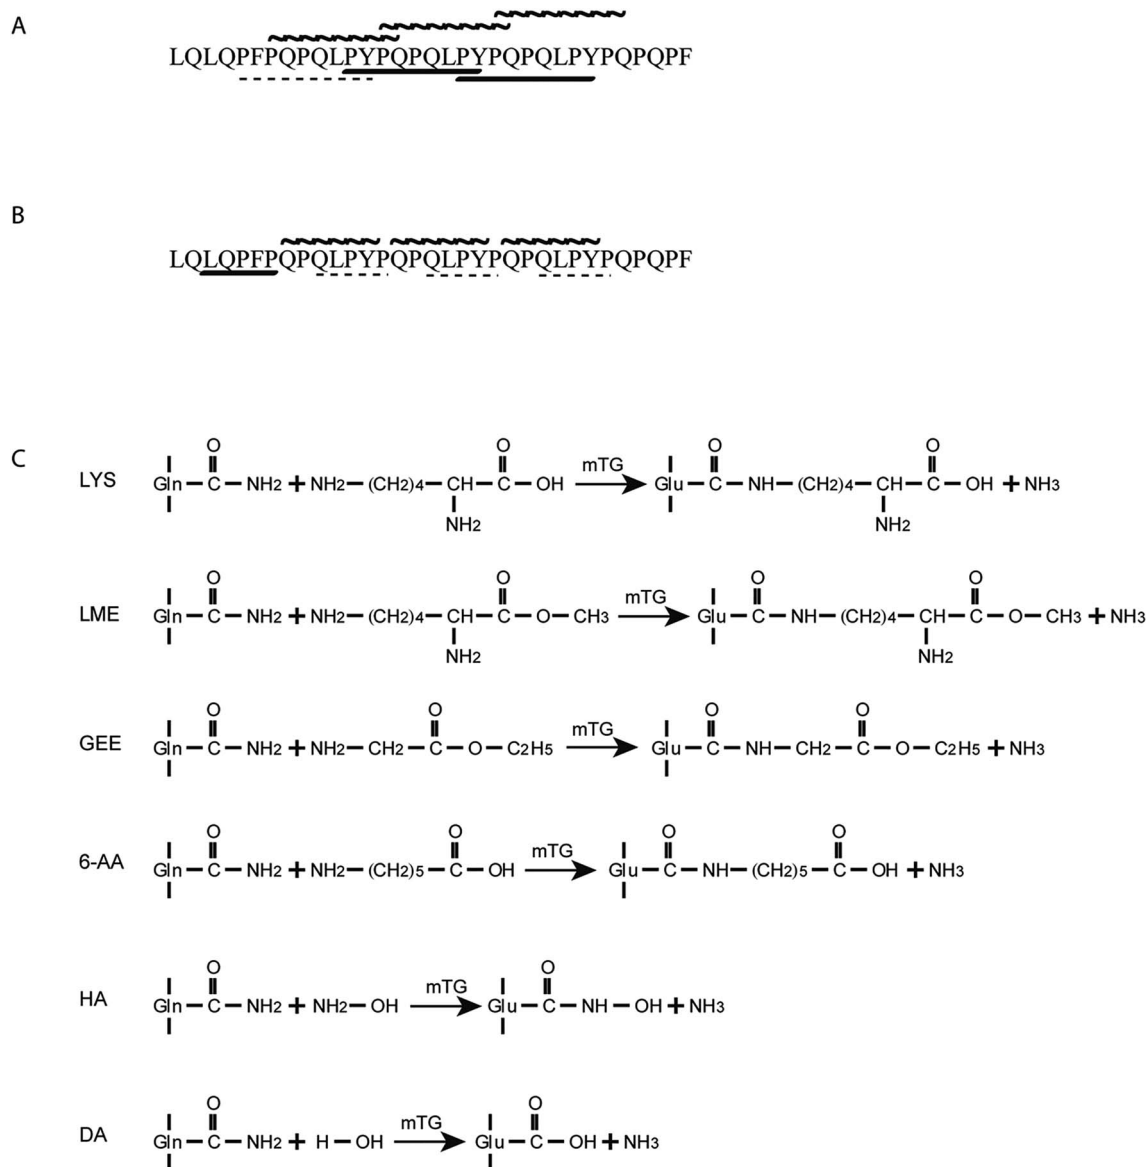 A
LQLQPFPQPQLPYPQPQLPYPQPQLPYPQPQPF
B
LQLQPFPQPQLPYPQPQLPYPQPQLPYPQPQPF
C
LYS Gln C O NH2 + NH2 (CH2)4 CH NH2 C O OH mTG Glu C O NH (CH2)4 CH NH2 C O OH + NH3
LME Gln C O NH2 + NH2 (CH2)4 CH NH2 C O O CH3 mTG Glu C O NH (CH2)4 CH NH2 C O O CH3 + NH3
GEE Gln C O NH2 + NH2 CH2 C O O C2H5 mTG Glu C O NH CH2 C O O C2H5 + NH3
6-AA Gln C O NH2 + NH2 (CH2)5 C O OH mTG Glu C O NH (CH2)5 C O OH + NH3
HA Gln C O NH2 + NH2 OH mTG Glu C O NH OH + NH3
DA Gln C O NH2 + H OH mTG Glu C O OH + NH3